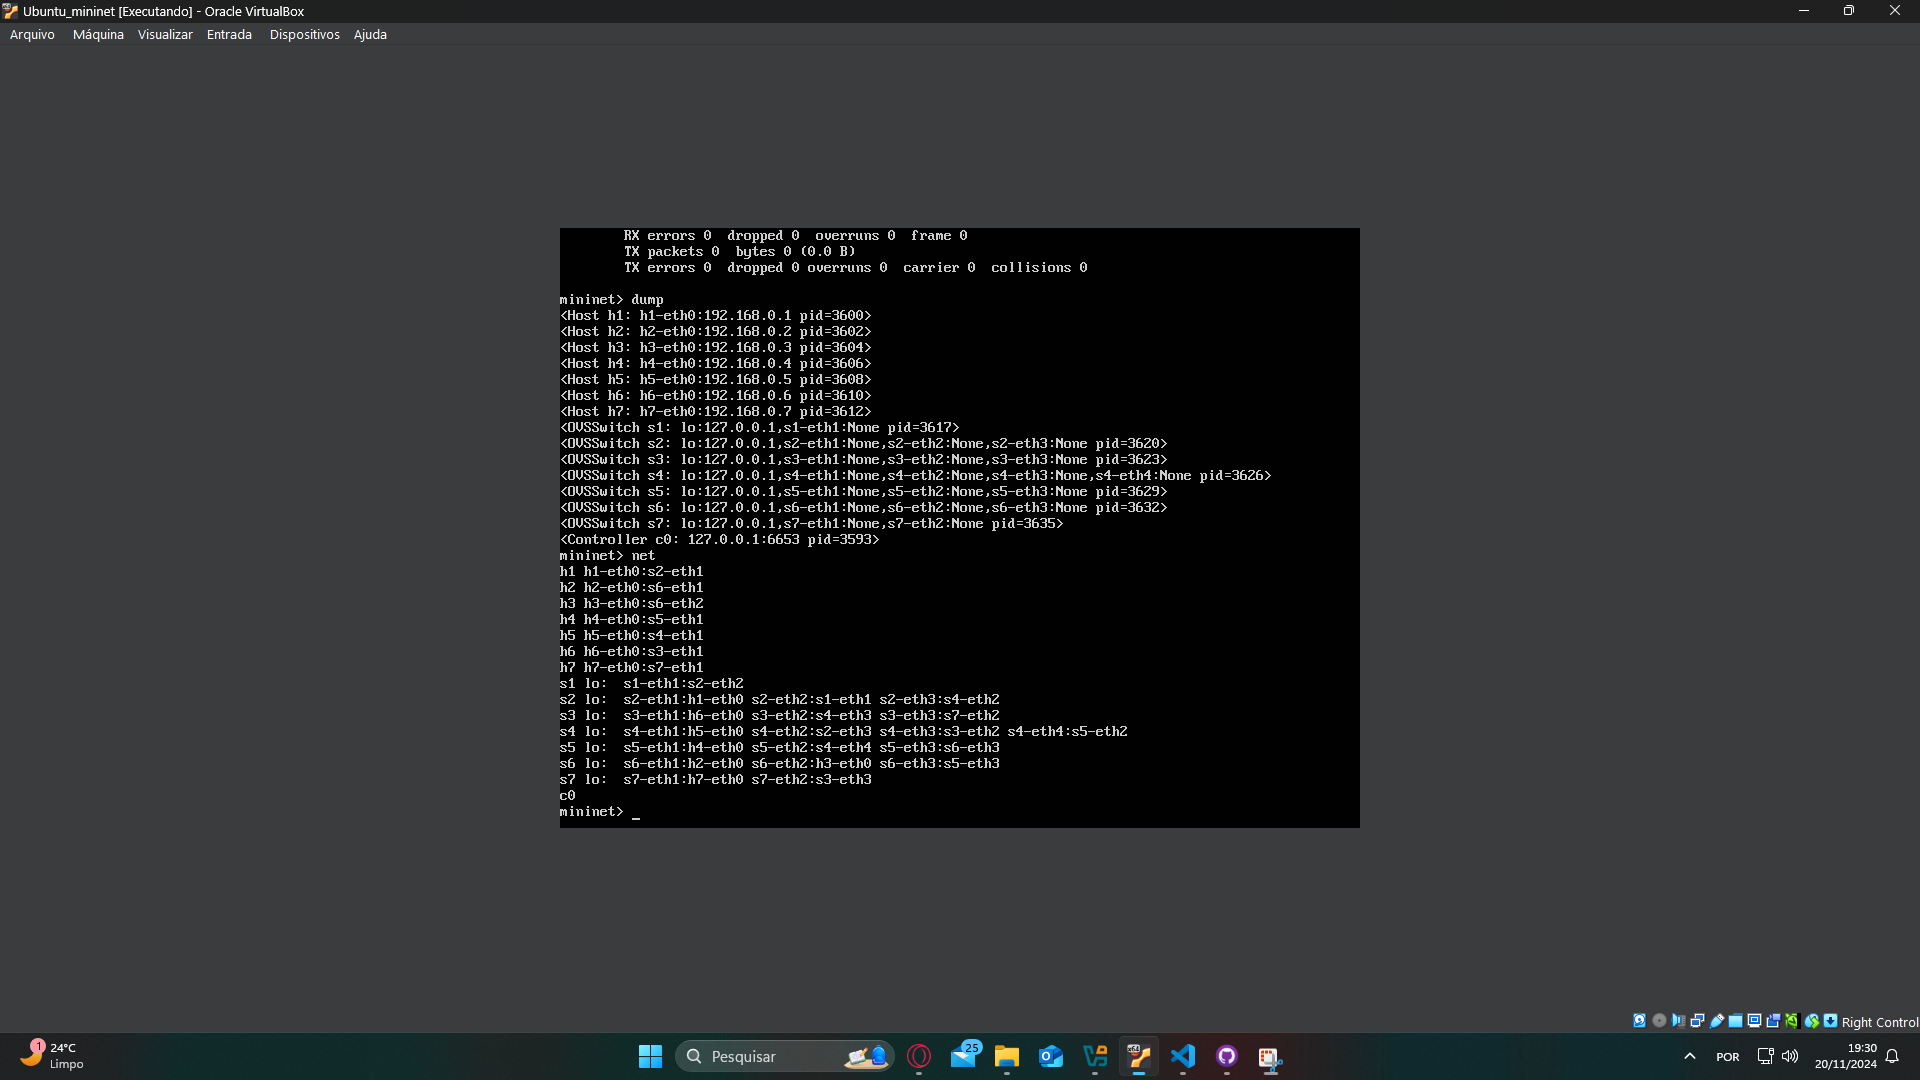 Ubuntu_mininet [Executando] - Oracle VirtualBox
Arquivo Máquina Visualizar Entrada Dispositivos Ajuda
RX errors 0  dropped 0  overruns 0  frame 0
TX packets 0  bytes 0 (0.0 B)
TX errors 0  dropped 0 overruns 0  carrier 0  collisions 0
mininet> dump
<Host h1: h1-eth0:192.168.0.1 pid=3600>
<Host h2: h2-eth0:192.168.0.2 pid=3602>
<Host h3: h3-eth0:192.168.0.3 pid=3604>
<Host h4: h4-eth0:192.168.0.4 pid=3606>
<Host h5: h5-eth0:192.168.0.5 pid=3608>
<Host h6: h6-eth0:192.168.0.6 pid=3610>
<Host h7: h7-eth0:192.168.0.7 pid=3612>
<OVSSwitch s1: lo:127.0.0.1,s1-eth1:None pid=3617>
<OVSSwitch s2: lo:127.0.0.1,s2-eth1:None,s2-eth2:None,s2-eth3:None pid=3620>
<OVSSwitch s3: lo:127.0.0.1,s3-eth1:None,s3-eth2:None,s3-eth3:None pid=3623>
<OVSSwitch s4: lo:127.0.0.1,s4-eth1:None,s4-eth2:None,s4-eth3:None,s4-eth4:None pid=3626>
<OVSSwitch s5: lo:127.0.0.1,s5-eth1:None,s5-eth2:None,s5-eth3:None pid=3629>
<OVSSwitch s6: lo:127.0.0.1,s6-eth1:None,s6-eth2:None,s6-eth3:None pid=3632>
<OVSSwitch s7: lo:127.0.0.1,s7-eth1:None,s7-eth2:None pid=3635>
<Controller c0: 127.0.0.1:6653 pid=3593>
mininet> net
h1 h1-eth0:s2-eth1
h2 h2-eth0:s6-eth1
h3 h3-eth0:s6-eth2
h4 h4-eth0:s5-eth1
h5 h5-eth0:s4-eth1
h6 h6-eth0:s3-eth1
h7 h7-eth0:s7-eth1
s1 lo:  s1-eth1:s2-eth2
s2 lo:  s2-eth1:h1-eth0 s2-eth2:s1-eth1 s2-eth3:s4-eth2
s3 lo:  s3-eth1:h6-eth0 s3-eth2:s4-eth3 s3-eth3:s7-eth2
s4 lo:  s4-eth1:h5-eth0 s4-eth2:s2-eth3 s4-eth3:s3-eth2 s4-eth4:s5-eth2
s5 lo:  s5-eth1:h4-eth0 s5-eth2:s4-eth4 s5-eth3:s6-eth3
s6 lo:  s6-eth1:h2-eth0 s6-eth2:h3-eth0 s6-eth3:s5-eth3
s7 lo:  s7-eth1:h7-eth0 s7-eth2:s3-eth3
c0
mininet> _
Right Control
1
24°C
Limpo
Pesquisar
25
POR
19:30
20/11/2024